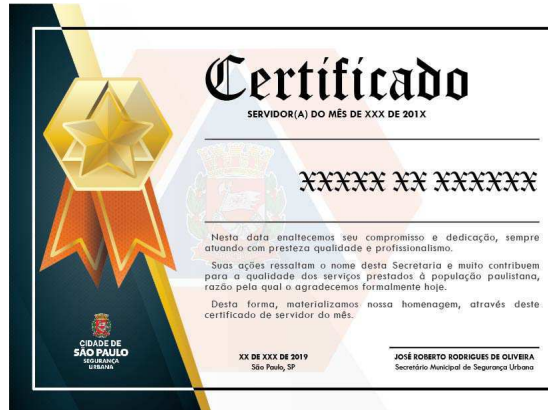 Certificado
SERVIDOR(A) DO MÊS DE XXX DE 201X
XXXXX XX XXXXXX
Nesta data enaltecemos seu compromisso e dedicação, sempre
atuando com presteza qualidade e profissionalismo.
Suas ações ressaltam o nome desta Secretaria e muito contribuem
para a qualidade dos serviços prestados à população paulistana,
razão pela qual o agradecemos formalmente hoje.
Desta forma, materializamos nossa homenagem, através deste
certificado de servidor do mês.
CIDADE DE
SÃO PAULO
SEGURANÇA
URBANA
XX DE XXX DE 2019
São Paulo, SP
JOSÉ ROBERTO RODRIGUES DE OLIVEIRA
Secretário Municipal de Segurança Urbana